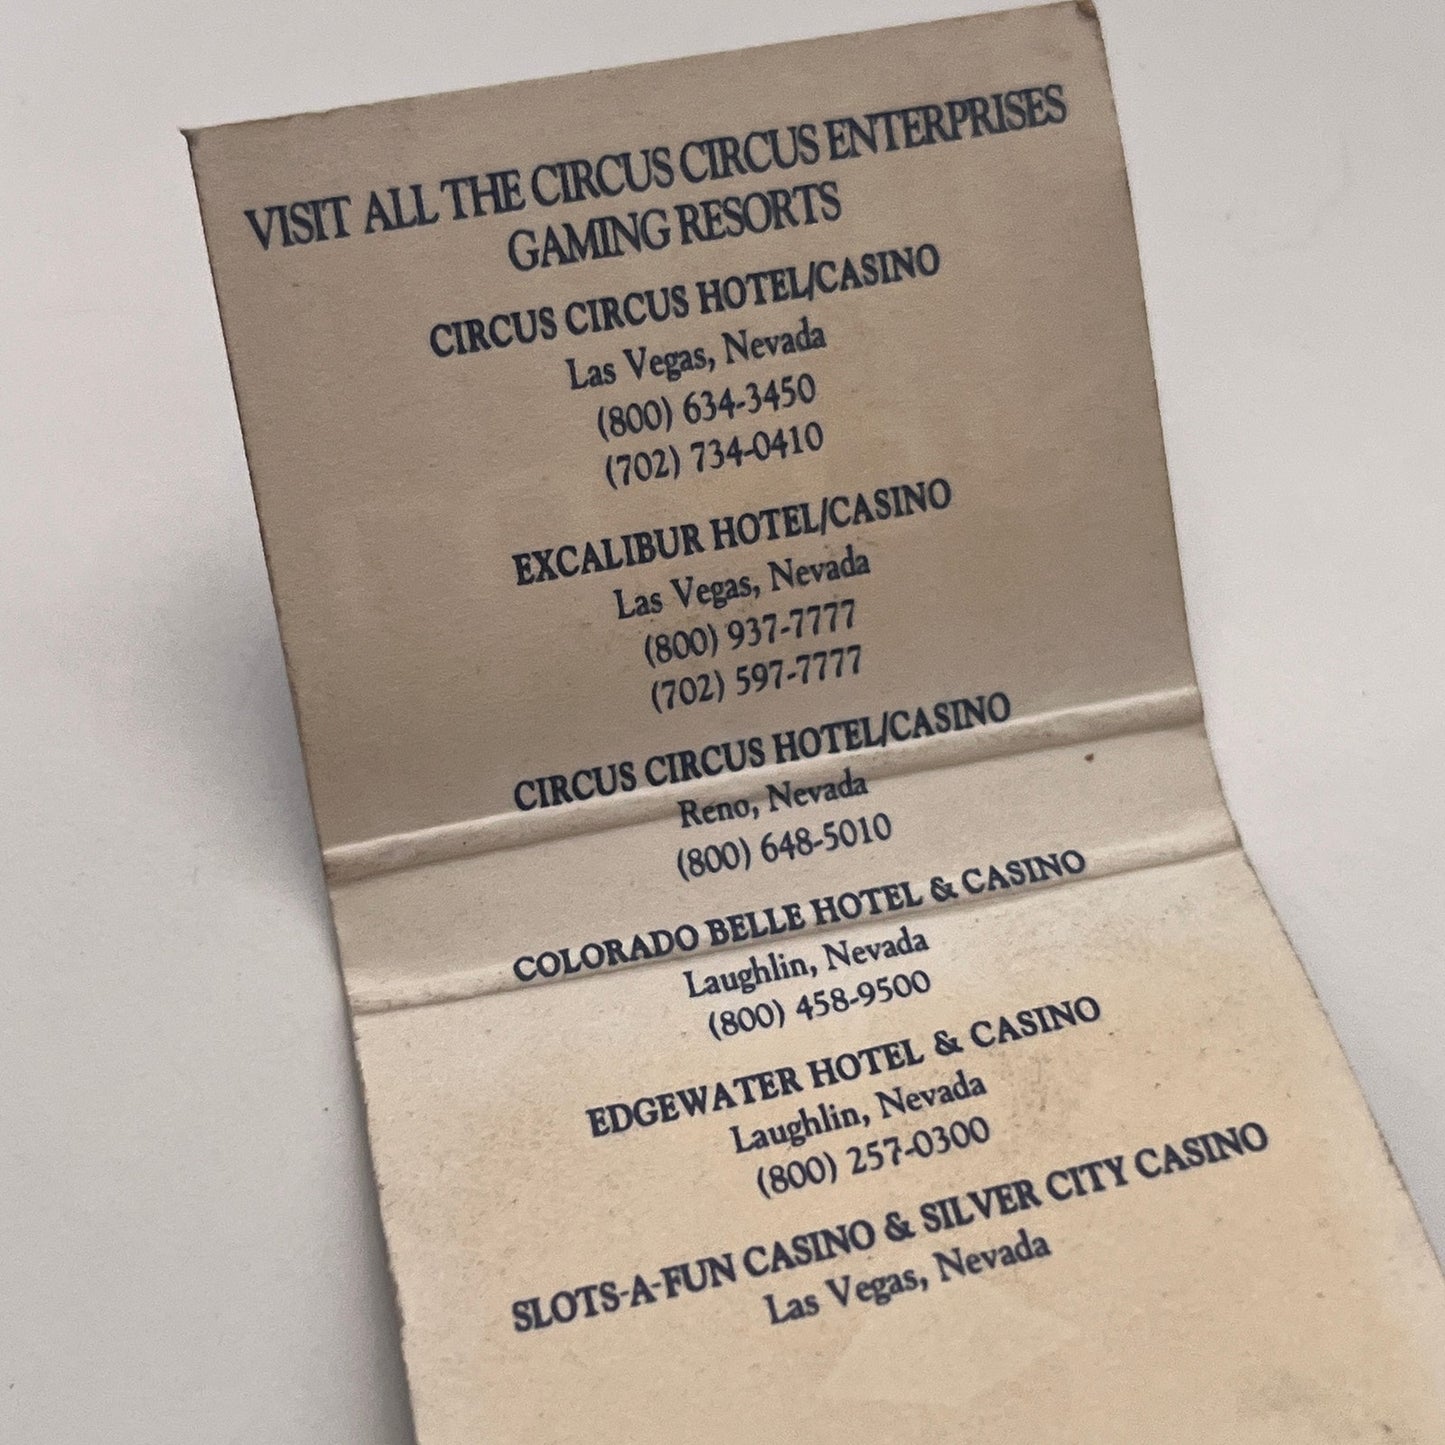 VISIT ALL THE CIRCUS CIRCUS ENTERPRISES
GAMING RESORTS
CIRCUS CIRCUS HOTEL/CASINO
Las Vegas, Nevada
(800) 634-3450
(702) 734-0410
EXCALIBUR HOTEL/CASINO
Las Vegas, Nevada
(800) 937-7777
(702) 597-7777
CIRCUS CIRCUS HOTEL/CASINO
Reno, Nevada
(800) 648-5010
COLORADO BELLE HOTEL & CASINO
Laughlin, Nevada
(800) 458-9500
EDGEWATER HOTEL & CASINO
Laughlin, Nevada
(800) 257-0300
SLOTS-A-FUN CASINO & SILVER CITY CASINO
Las Vegas, Nevada